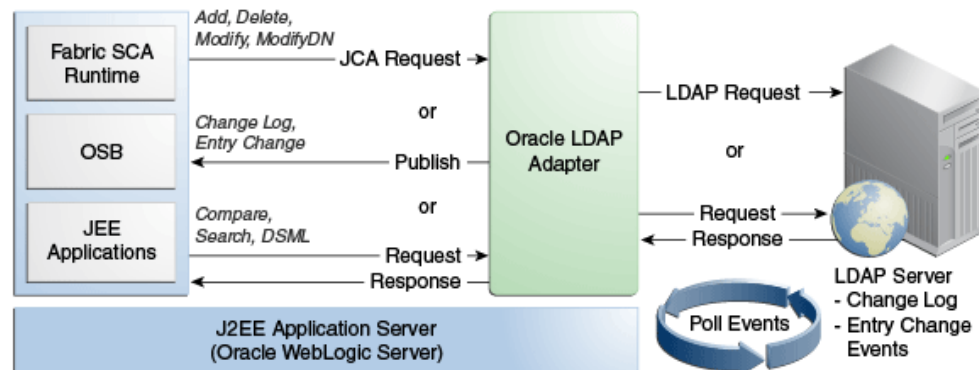 Add, Delete,
Modify, ModifyDN
Fabric SCA
Runtime
JCA Request
or
OSB
Change Log,
Entry Change
Publish
or
JEE
Applications
Compare,
Search, DSML
Request
Response
Oracle LDAP
Adapter
LDAP Request
or
Request
Response
LDAP Server
- Change Log
- Entry Change
Events
Poll Events
J2EE Application Server
(Oracle WebLogic Server)